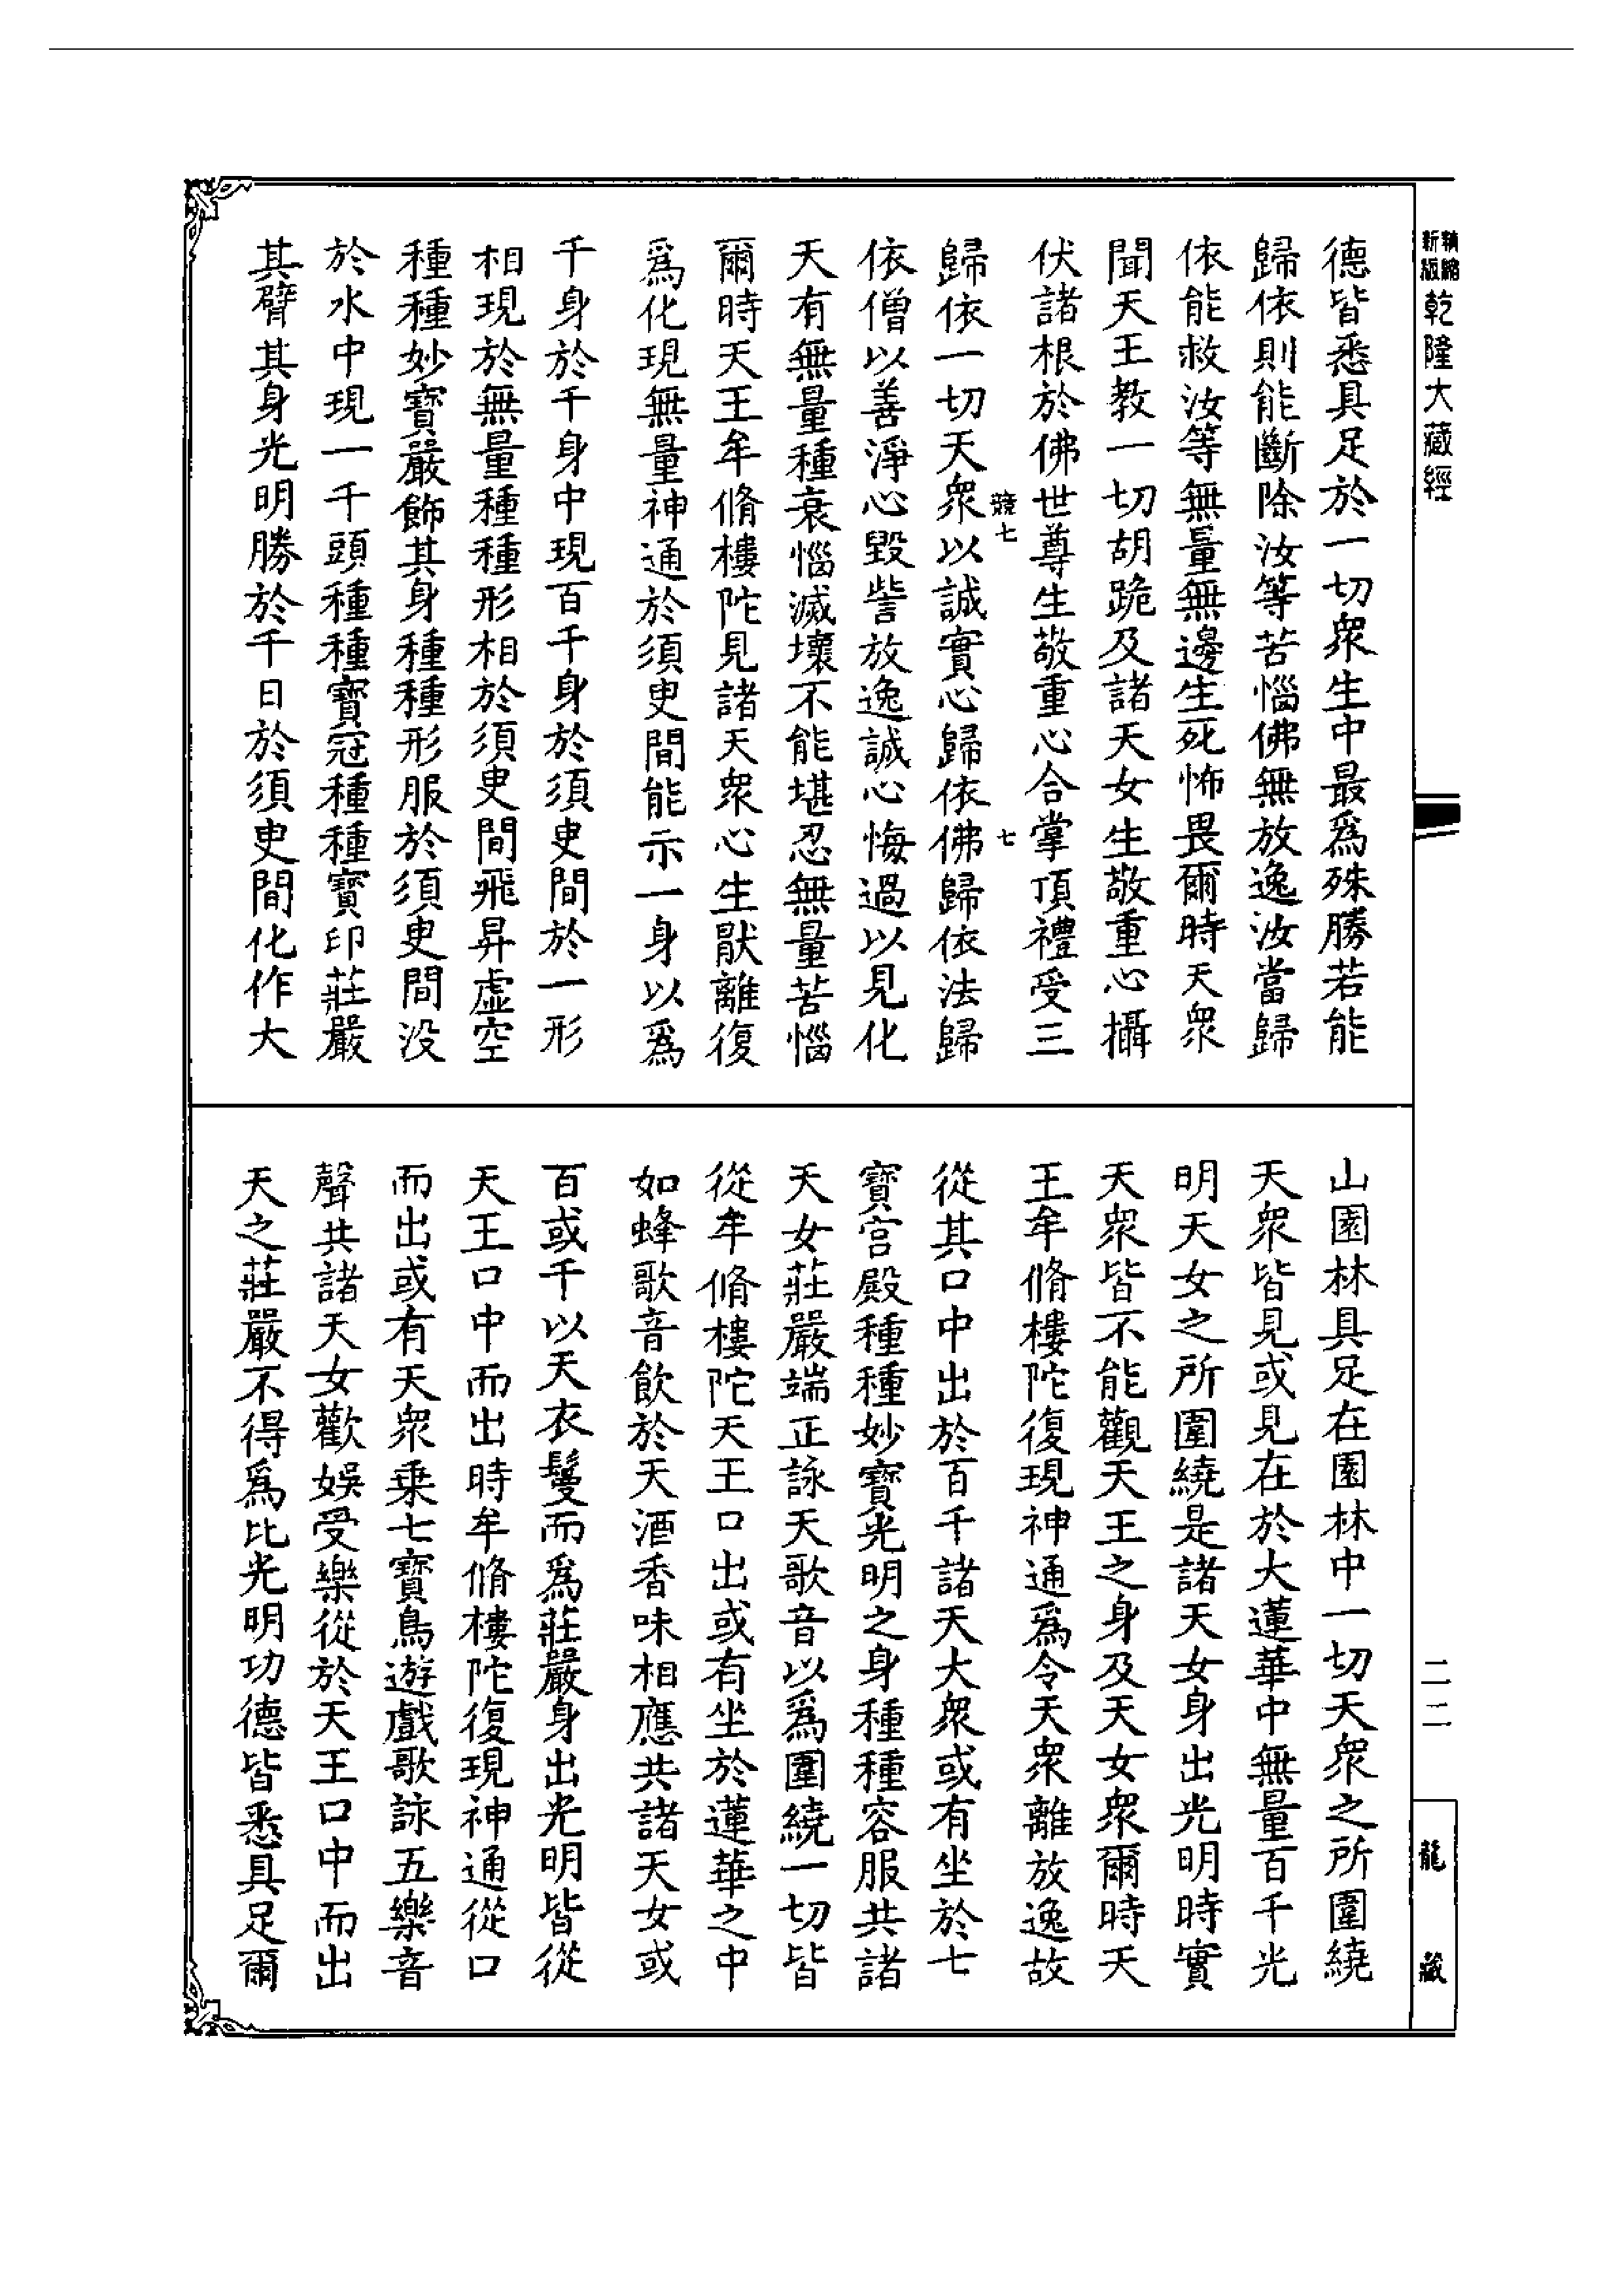 新版精縮乾隆大藏經
德皆悉具足於一切衆生中最爲殊勝若能
歸依則能斷除汝等苦惱佛無放逸汝當歸
依能救汝等無量無邊生死怖畏爾時天衆
聞天王教一切胡跪及諸天女生敬重心攝
伏諸根於佛世尊生敬重心合掌頂禮受三
競七 七
歸依一切天衆以誠實心歸依佛歸依法歸
依僧以善淨心毀訾放逸誠心悔過以見化
天有無量種衰惱滅壞不能堪忍無量苦惱
爾時天王牟脩樓陀見諸天衆心生猒離復
爲化現無量神通於須臾間能示一身以爲
千身於千身中現百千身於須臾間於一形
相現於無量種種形相於須臾間飛昇虛空
種種妙寶嚴飾其身種種形服於須臾間没
於水中現一千頭種種寶冠種種寶印莊嚴
其臂其身光明勝於千日於須臾間化作大
山園林具足在園林中一切天衆之所圍繞
天衆皆見或見在於大蓮華中無量百千光
明天女之所圍繞是諸天女身出光明時實
天衆皆不能觀天王之身及天女衆爾時天
王牟脩樓陀復現神通爲令天衆離放逸故
從其口中出於百千諸天大衆或有坐於七
寶宮殿種種妙寶光明之身種種容服共諸
天女莊嚴端正詠天歌音以爲圍繞一切皆
從牟脩樓陀天王口出或有坐於蓮華之中
如蜂歌音飲於天酒香味相應共諸天女或
百或千以天衣鬘而爲莊嚴身出光明皆從
天王口中而出時牟脩樓陀復現神通從口
而出或有天衆乘七寶鳥遊戲歌詠五樂音
聲共諸天女歡娛受樂從於天王口中而出
天之莊嚴不得爲比光明功德皆悉具足爾
二二
龍藏